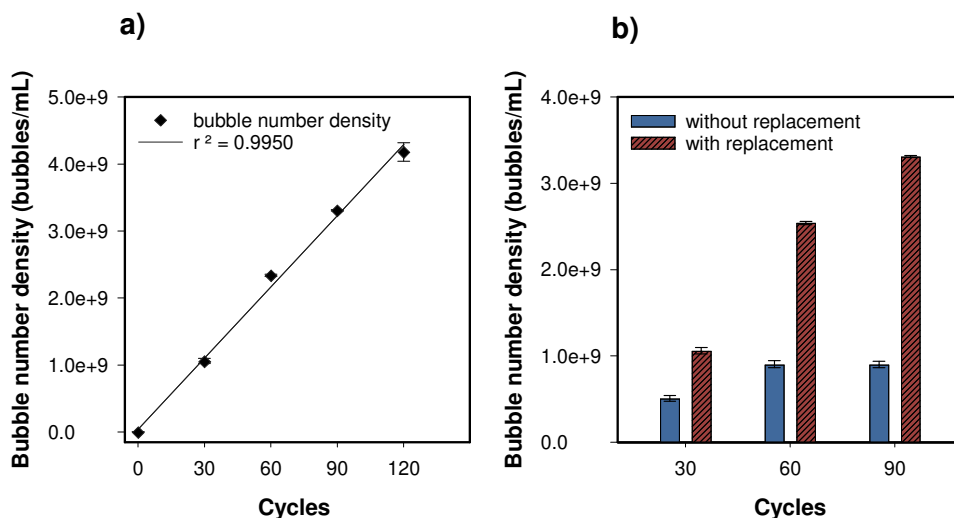 a)
Bubble number density (bubbles/mL)
5.0e+9
4.0e+9
3.0e+9
2.0e+9
1.0e+9
0.0
bubble number density
r ² = 0.9950
0 30 60 90 120
Cycles
b)
Bubble number density (bubbles/mL)
4.0e+9
3.0e+9
2.0e+9
1.0e+9
0.0
without replacement
with replacement
30 60 90
Cycles